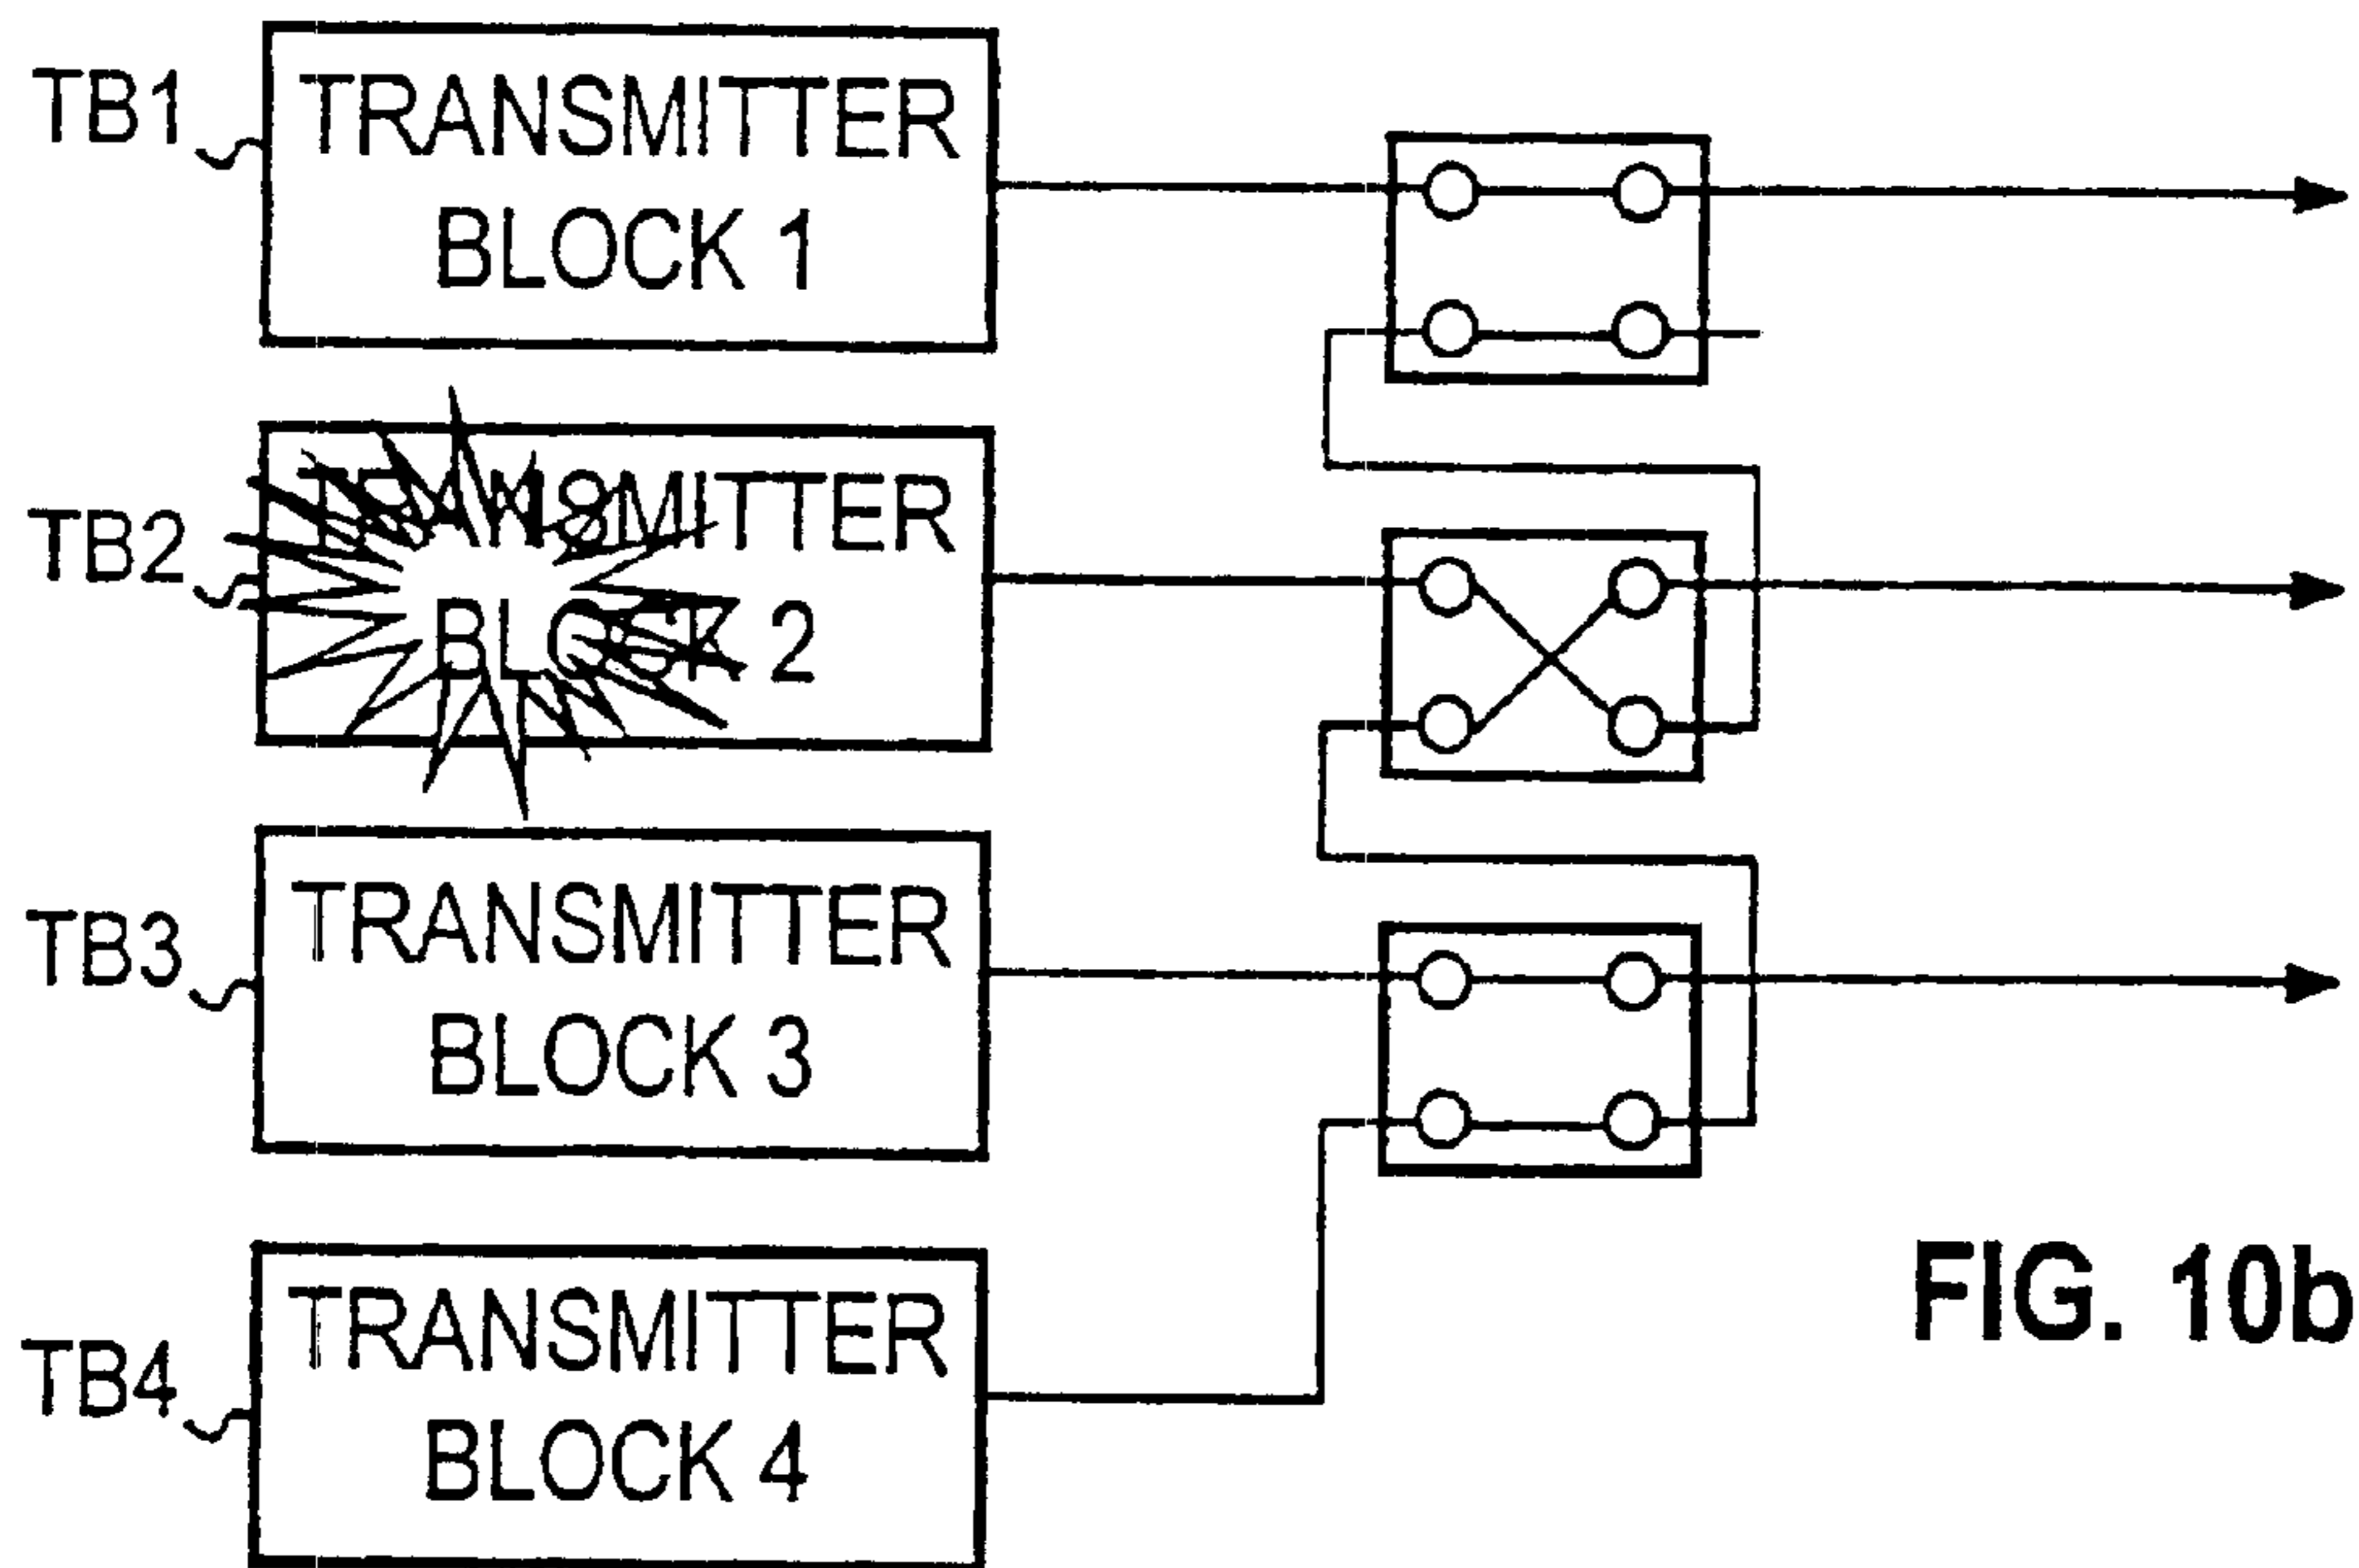 TB1
TRANSMITTER
BLOCK 1
TB2
TRANSMITTER
BLOCK 2
TB3
TRANSMITTER
BLOCK 3
TB4
TRANSMITTER
BLOCK 4
FIG. 10b